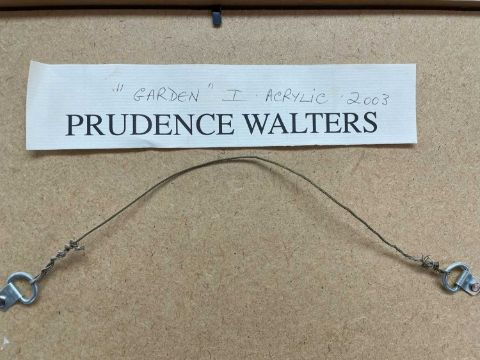 "GARDEN" I · ACRYLIC · 2003
PRUDENCE WALTERS